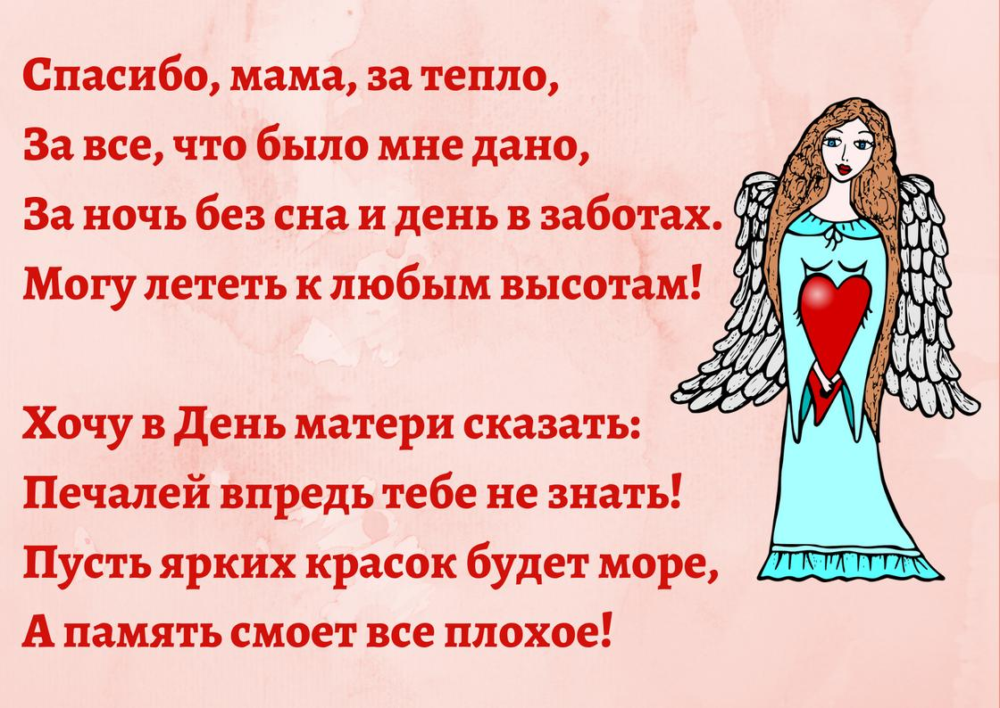 Спасибо, мама, за тепло,
За все, что было мне дано,
За ночь без сна и день в заботах.
Могу лететь к любым высотам!
Хочу в День матери сказать:
Печалей впредь тебе не знать!
Пусть ярких красок будет море,
А память смоет все плохое!